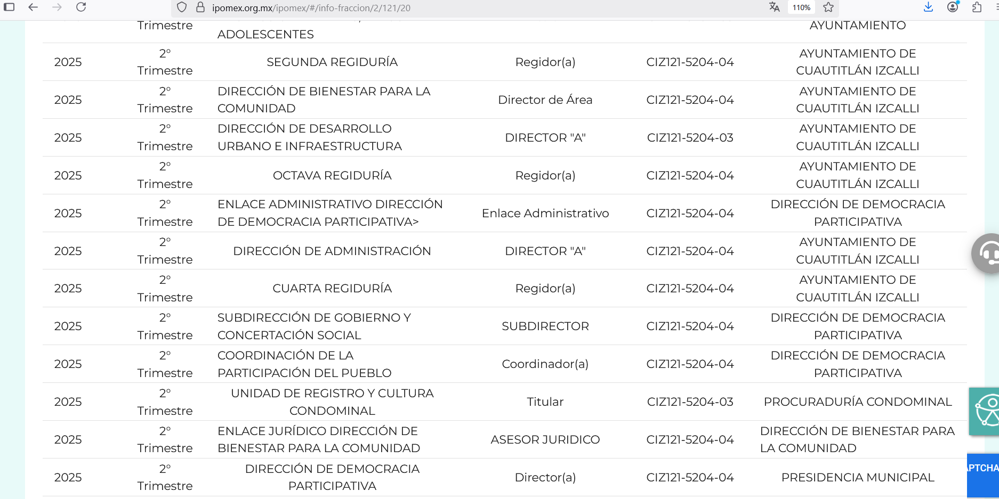 ipomex.org.mx/ipomex/#/info-fraccion/2/121/20
110%
Trimestre
ADOLESCENTES
AYUNTAMIENTO
2025
2°
Trimestre
SEGUNDA REGIDURÍA
Regidor(a)
CIZ121-5204-04
AYUNTAMIENTO DE
CUAUTITLÁN IZCALLI
2025
2°
Trimestre
DIRECCIÓN DE BIENESTAR PARA LA
COMUNIDAD
Director de Área
CIZ121-5204-04
AYUNTAMIENTO DE
CUAUTITLÁN IZCALLI
2025
2°
Trimestre
DIRECCIÓN DE DESARROLLO
URBANO E INFRAESTRUCTURA
DIRECTOR "A"
CIZ121-5204-03
AYUNTAMIENTO DE
CUAUTITLÁN IZCALLI
2025
2°
Trimestre
OCTAVA REGIDURÍA
Regidor(a)
CIZ121-5204-04
AYUNTAMIENTO DE
CUAUTITLÁN IZCALLI
2025
2°
Trimestre
ENLACE ADMINISTRATIVO DIRECCIÓN
DE DEMOCRACIA PARTICIPATIVA>
Enlace Administrativo
CIZ121-5204-04
DIRECCIÓN DE DEMOCRACIA
PARTICIPATIVA
2025
2°
Trimestre
DIRECCIÓN DE ADMINISTRACIÓN
DIRECTOR "A"
CIZ121-5204-04
AYUNTAMIENTO DE
CUAUTITLÁN IZCALLI
2025
2°
Trimestre
CUARTA REGIDURÍA
Regidor(a)
CIZ121-5204-04
AYUNTAMIENTO DE
CUAUTITLÁN IZCALLI
2025
2°
Trimestre
SUBDIRECCIÓN DE GOBIERNO Y
CONCERTACIÓN SOCIAL
SUBDIRECTOR
CIZ121-5204-04
DIRECCIÓN DE DEMOCRACIA
PARTICIPATIVA
2025
2°
Trimestre
COORDINACIÓN DE LA
PARTICIPACIÓN DEL PUEBLO
Coordinador(a)
CIZ121-5204-04
DIRECCIÓN DE DEMOCRACIA
PARTICIPATIVA
2025
2°
Trimestre
UNIDAD DE REGISTRO Y CULTURA
CONDOMINAL
Titular
CIZ121-5204-03
PROCURADURÍA CONDOMINAL
2025
2°
Trimestre
ENLACE JURÍDICO DIRECCIÓN DE
BIENESTAR PARA LA COMUNIDAD
ASESOR JURIDICO
CIZ121-5204-04
DIRECCIÓN DE BIENESTAR PARA
LA COMUNIDAD
2025
2°
Trimestre
DIRECCIÓN DE DEMOCRACIA
PARTICIPATIVA
Director(a)
CIZ121-5204-04
PRESIDENCIA MUNICIPAL
APTCHA